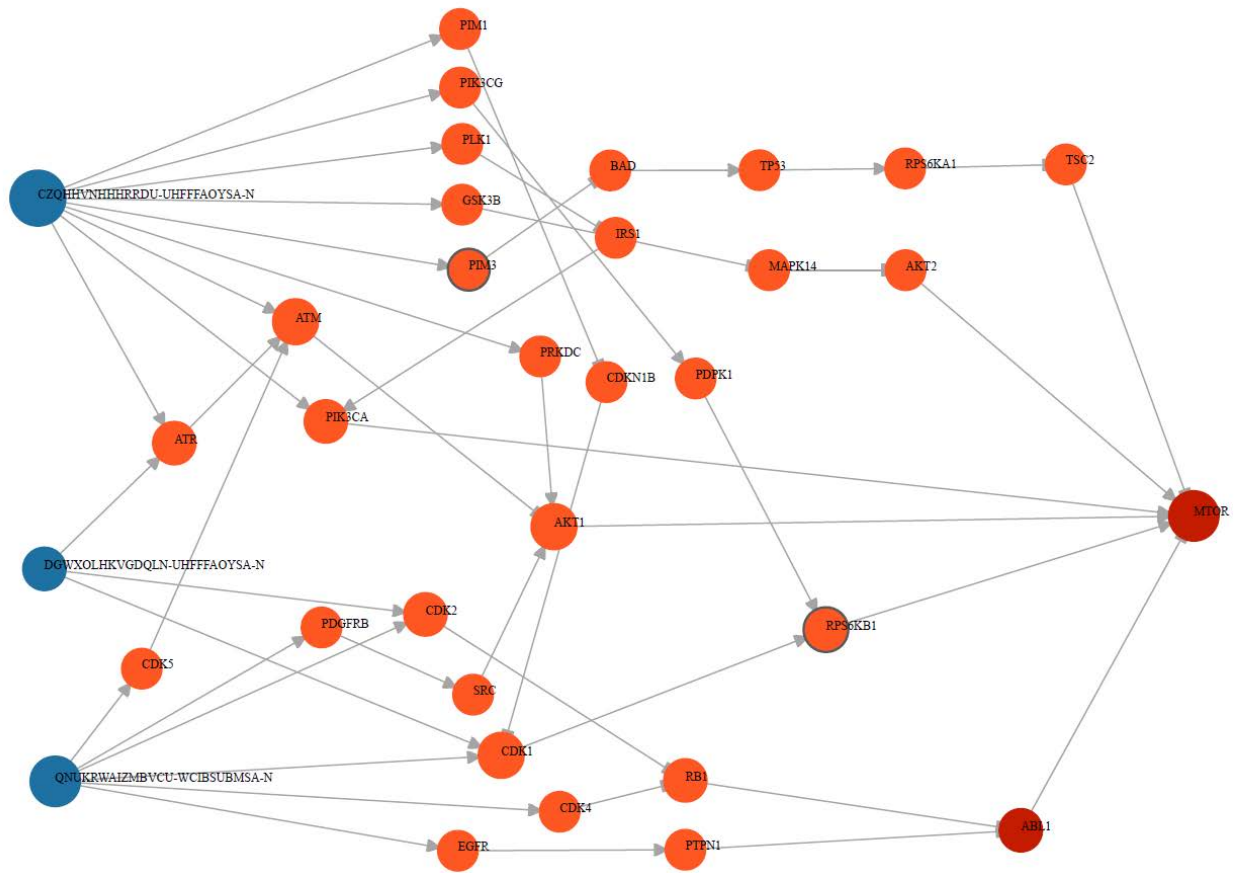 PIM1
PIK3CG
PLK1
BAD
TP53
RPS6KA1
TSC2
CZQHHVNHHHRRDU-UHFFFAOYSA-N
GSK3B
IRS1
PIM3
MAPK14
AKT2
ATM
PRKDC
CDKN1B
PDPK1
PIK3CA
ATR
MTOR
AKT1
DGWXOLHKVGDQLN-UHFFFAOYSA-N
CDK2
PDGFRB
RPS6KB1
CDK5
SRC
CDK1
QNUKRWAIZMBVCU-WCIBSUBMSA-N
RB1
CDK4
ABL1
EGFR
PTPN1